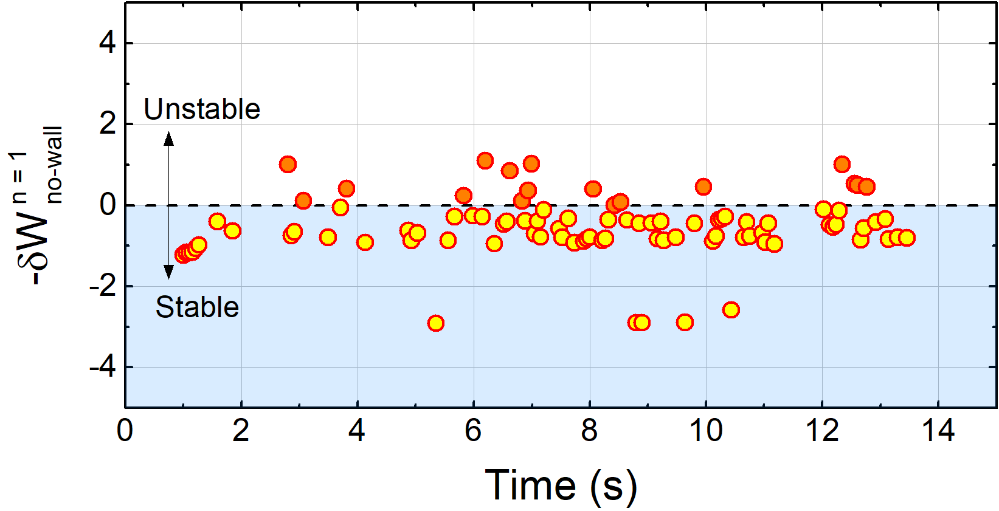 4
2
0
-2
-4
-δW n = 1 no-wall
Unstable
Stable
0 2 4 6 8 10 12 14
Time (s)